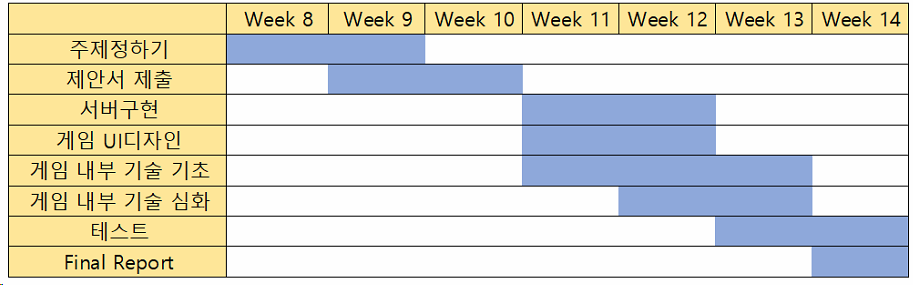 Week 8 Week 9 Week 10 Week 11 Week 12 Week 13 Week 14
주제정하기
제안서 제출
서버구현
게임 UI디자인
게임 내부 기술 기초
게임 내부 기술 심화
테스트
Final Report